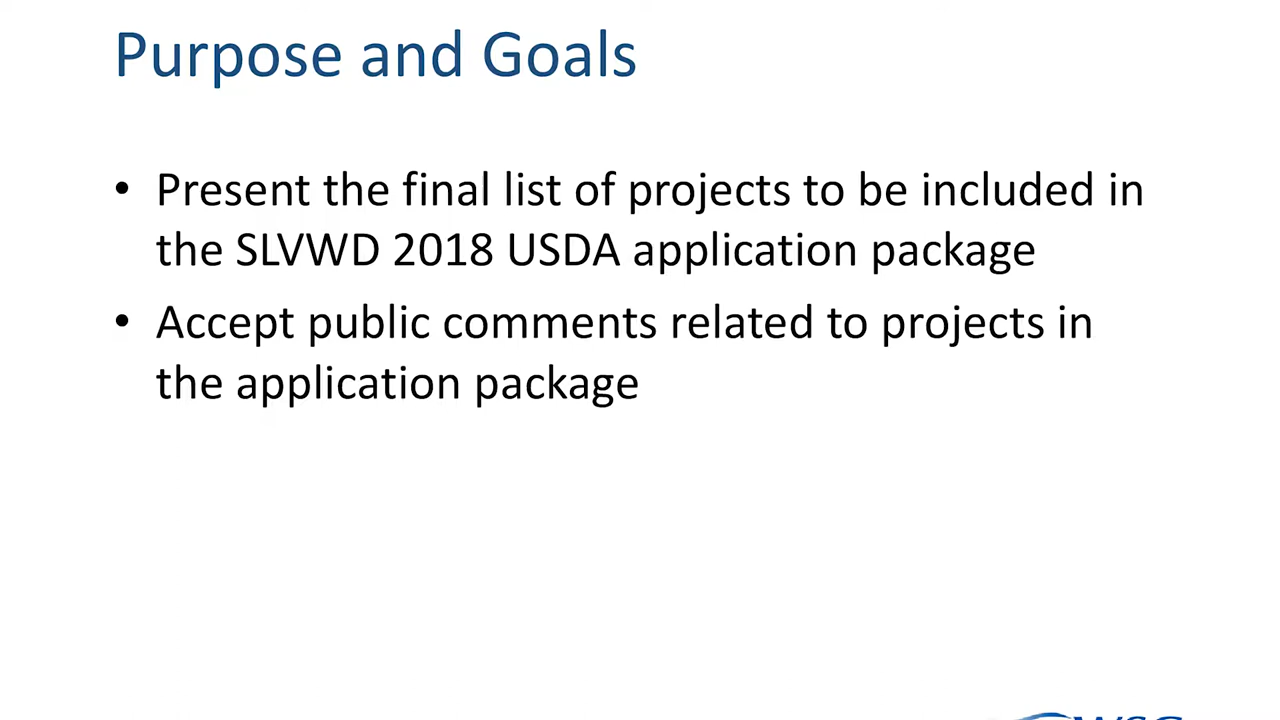 Purpose and Goals
• Present the final list of projects to be included in
the SLVWD 2018 USDA application package
• Accept public comments related to projects in
the application package